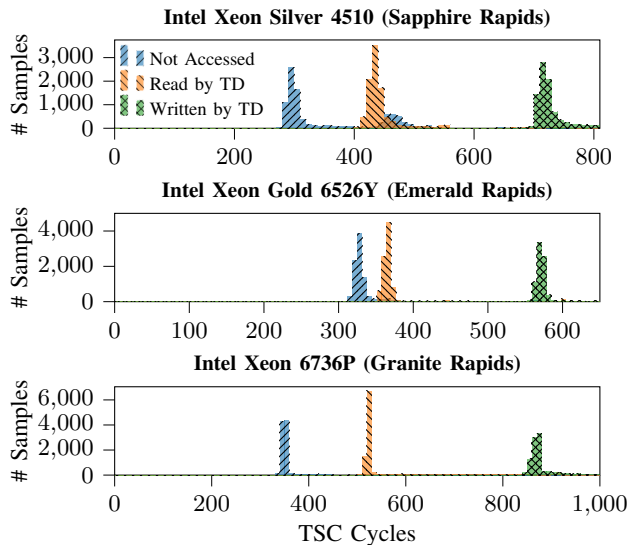 Intel Xeon Silver 4510 (Sapphire Rapids)
# Samples
3,000
2,000
1,000
0
Not Accessed
Read by TD
Written by TD
0 200 400 600 800
Intel Xeon Gold 6526Y (Emerald Rapids)
# Samples
4,000
2,000
0
0 100 200 300 400 500 600
Intel Xeon 6736P (Granite Rapids)
# Samples
6,000
4,000
2,000
0
0 200 400 600 800 1,000
TSC Cycles